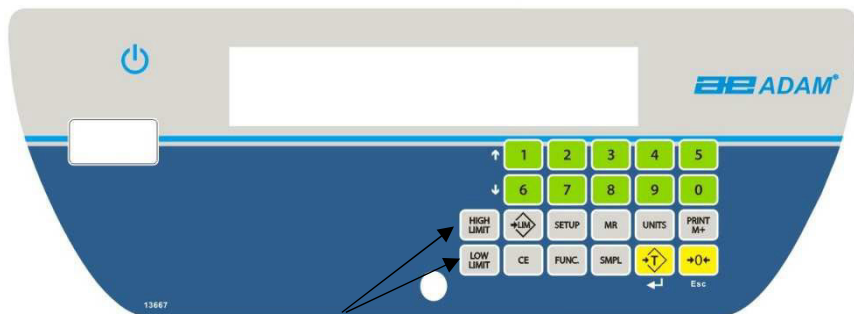 ae ADAM®
↑ 1 2 3 4 5
↓ 6 7 8 9 0
HIGH LIMIT →LIM SETUP MR UNITS PRINT M+
LOW LIMIT CE FUNC. SMPL →T →0←
Esc
13667